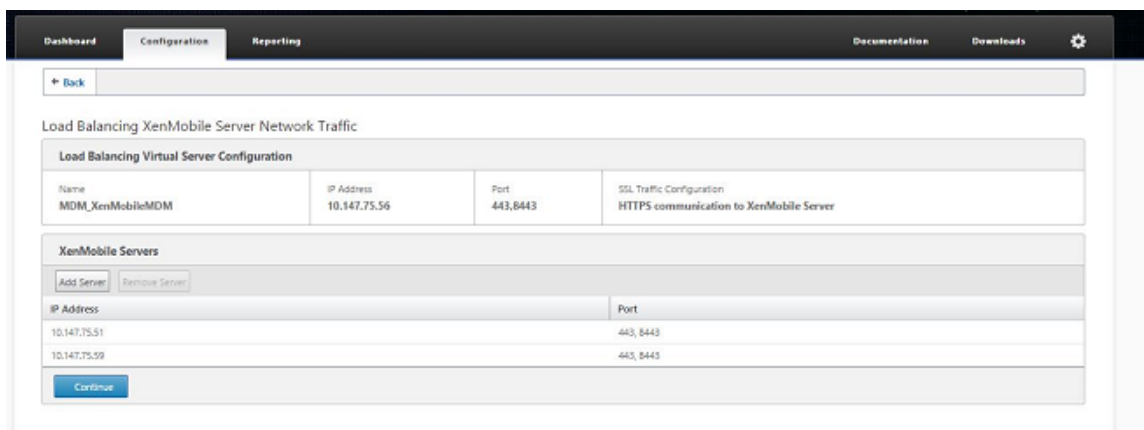 Dashboard Configuration Reporting Documentation Downloads
← Back
Load Balancing XenMobile Server Network Traffic
Load Balancing Virtual Server Configuration
Name IP Address Port SSL Traffic Configuration
MDM_XenMobileMDM 10.147.75.56 443,8443 HTTPS communication to XenMobile Server
XenMobile Servers
Add Server Remove Server
IP Address Port
10.147.75.51 443, 8443
10.147.75.59 443, 8443
Continue